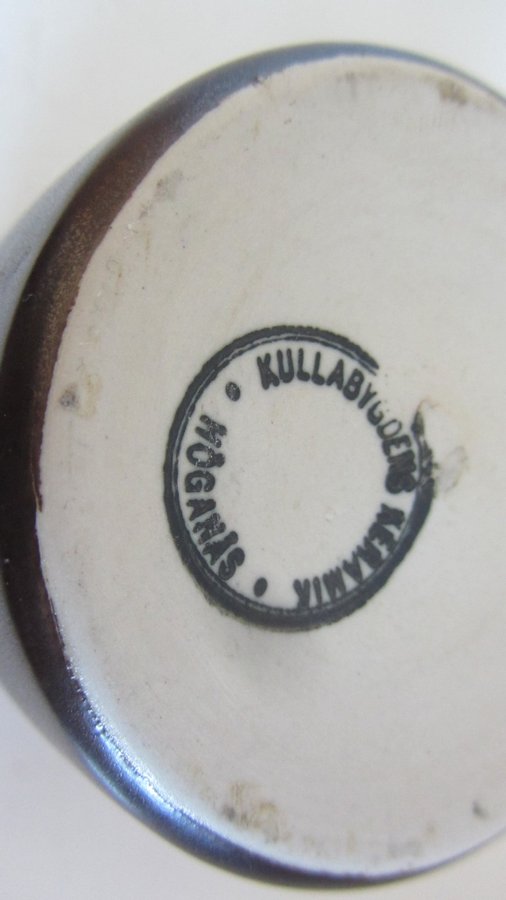 KULLABYGDENS KERAMIK
• HÖGANÄS •